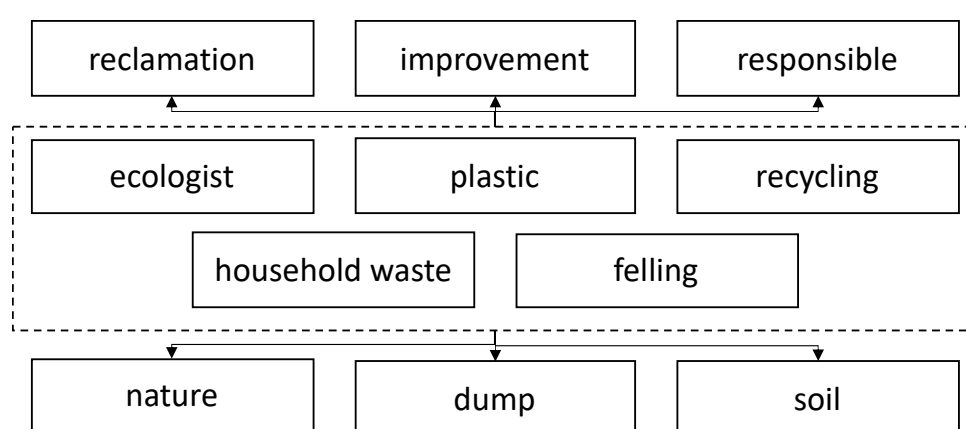 reclamation
improvement
responsible
ecologist
plastic
recycling
household waste
felling
nature
dump
soil